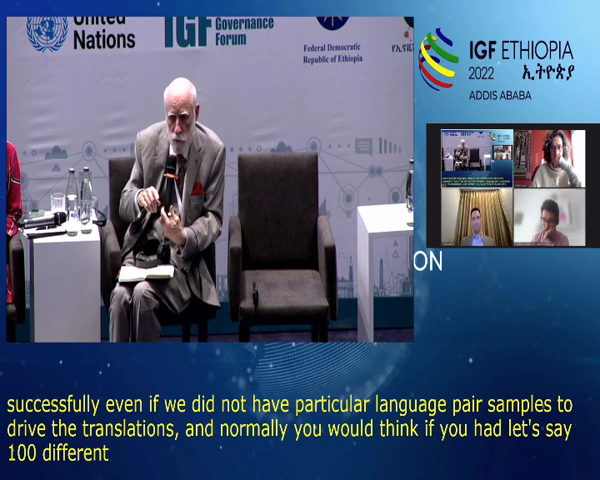 United
Nations
IGF
Governance
Forum
Federal Democratic
Republic of Ethiopia
IGF ETHIOPIA
2022 ኢትዮጵያ
ADDIS ABABA
ON
successfully even if we did not have particular language pair samples to
drive the translations, and normally you would think if you had let's say
100 different